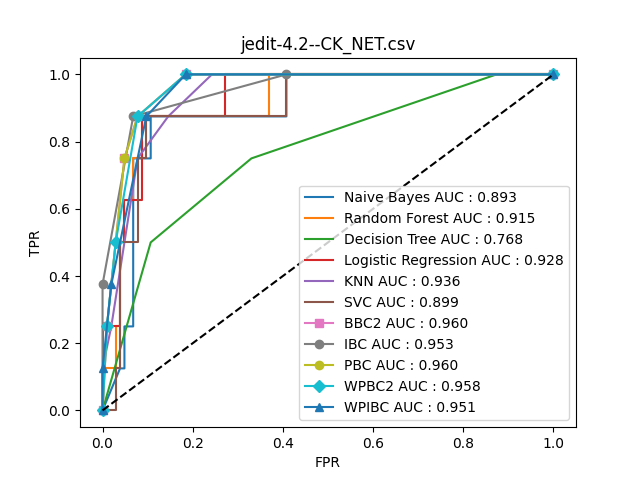 jedit-4.2--CK_NET.csv
1.0
0.8
0.6
0.4
0.2
0.0
TPR
Naive Bayes AUC : 0.893
Random Forest AUC : 0.915
Decision Tree AUC : 0.768
Logistic Regression AUC : 0.928
KNN AUC : 0.936
SVC AUC : 0.899
BBC2 AUC : 0.960
IBC AUC : 0.953
PBC AUC : 0.960
WPBC2 AUC : 0.958
WPIBC AUC : 0.951
0.0 0.2 0.4 0.6 0.8 1.0
FPR